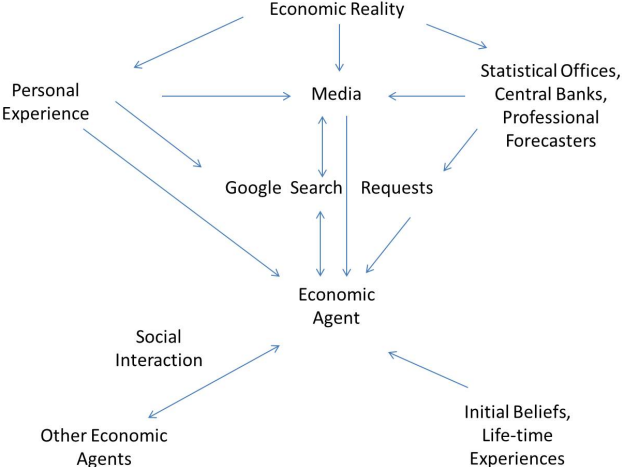 Economic Reality
Personal
Experience
Media
Statistical Offices,
Central Banks,
Professional
Forecasters
Google Search Requests
Economic
Agent
Social
Interaction
Other Economic
Agents
Initial Beliefs,
Life-time
Experiences